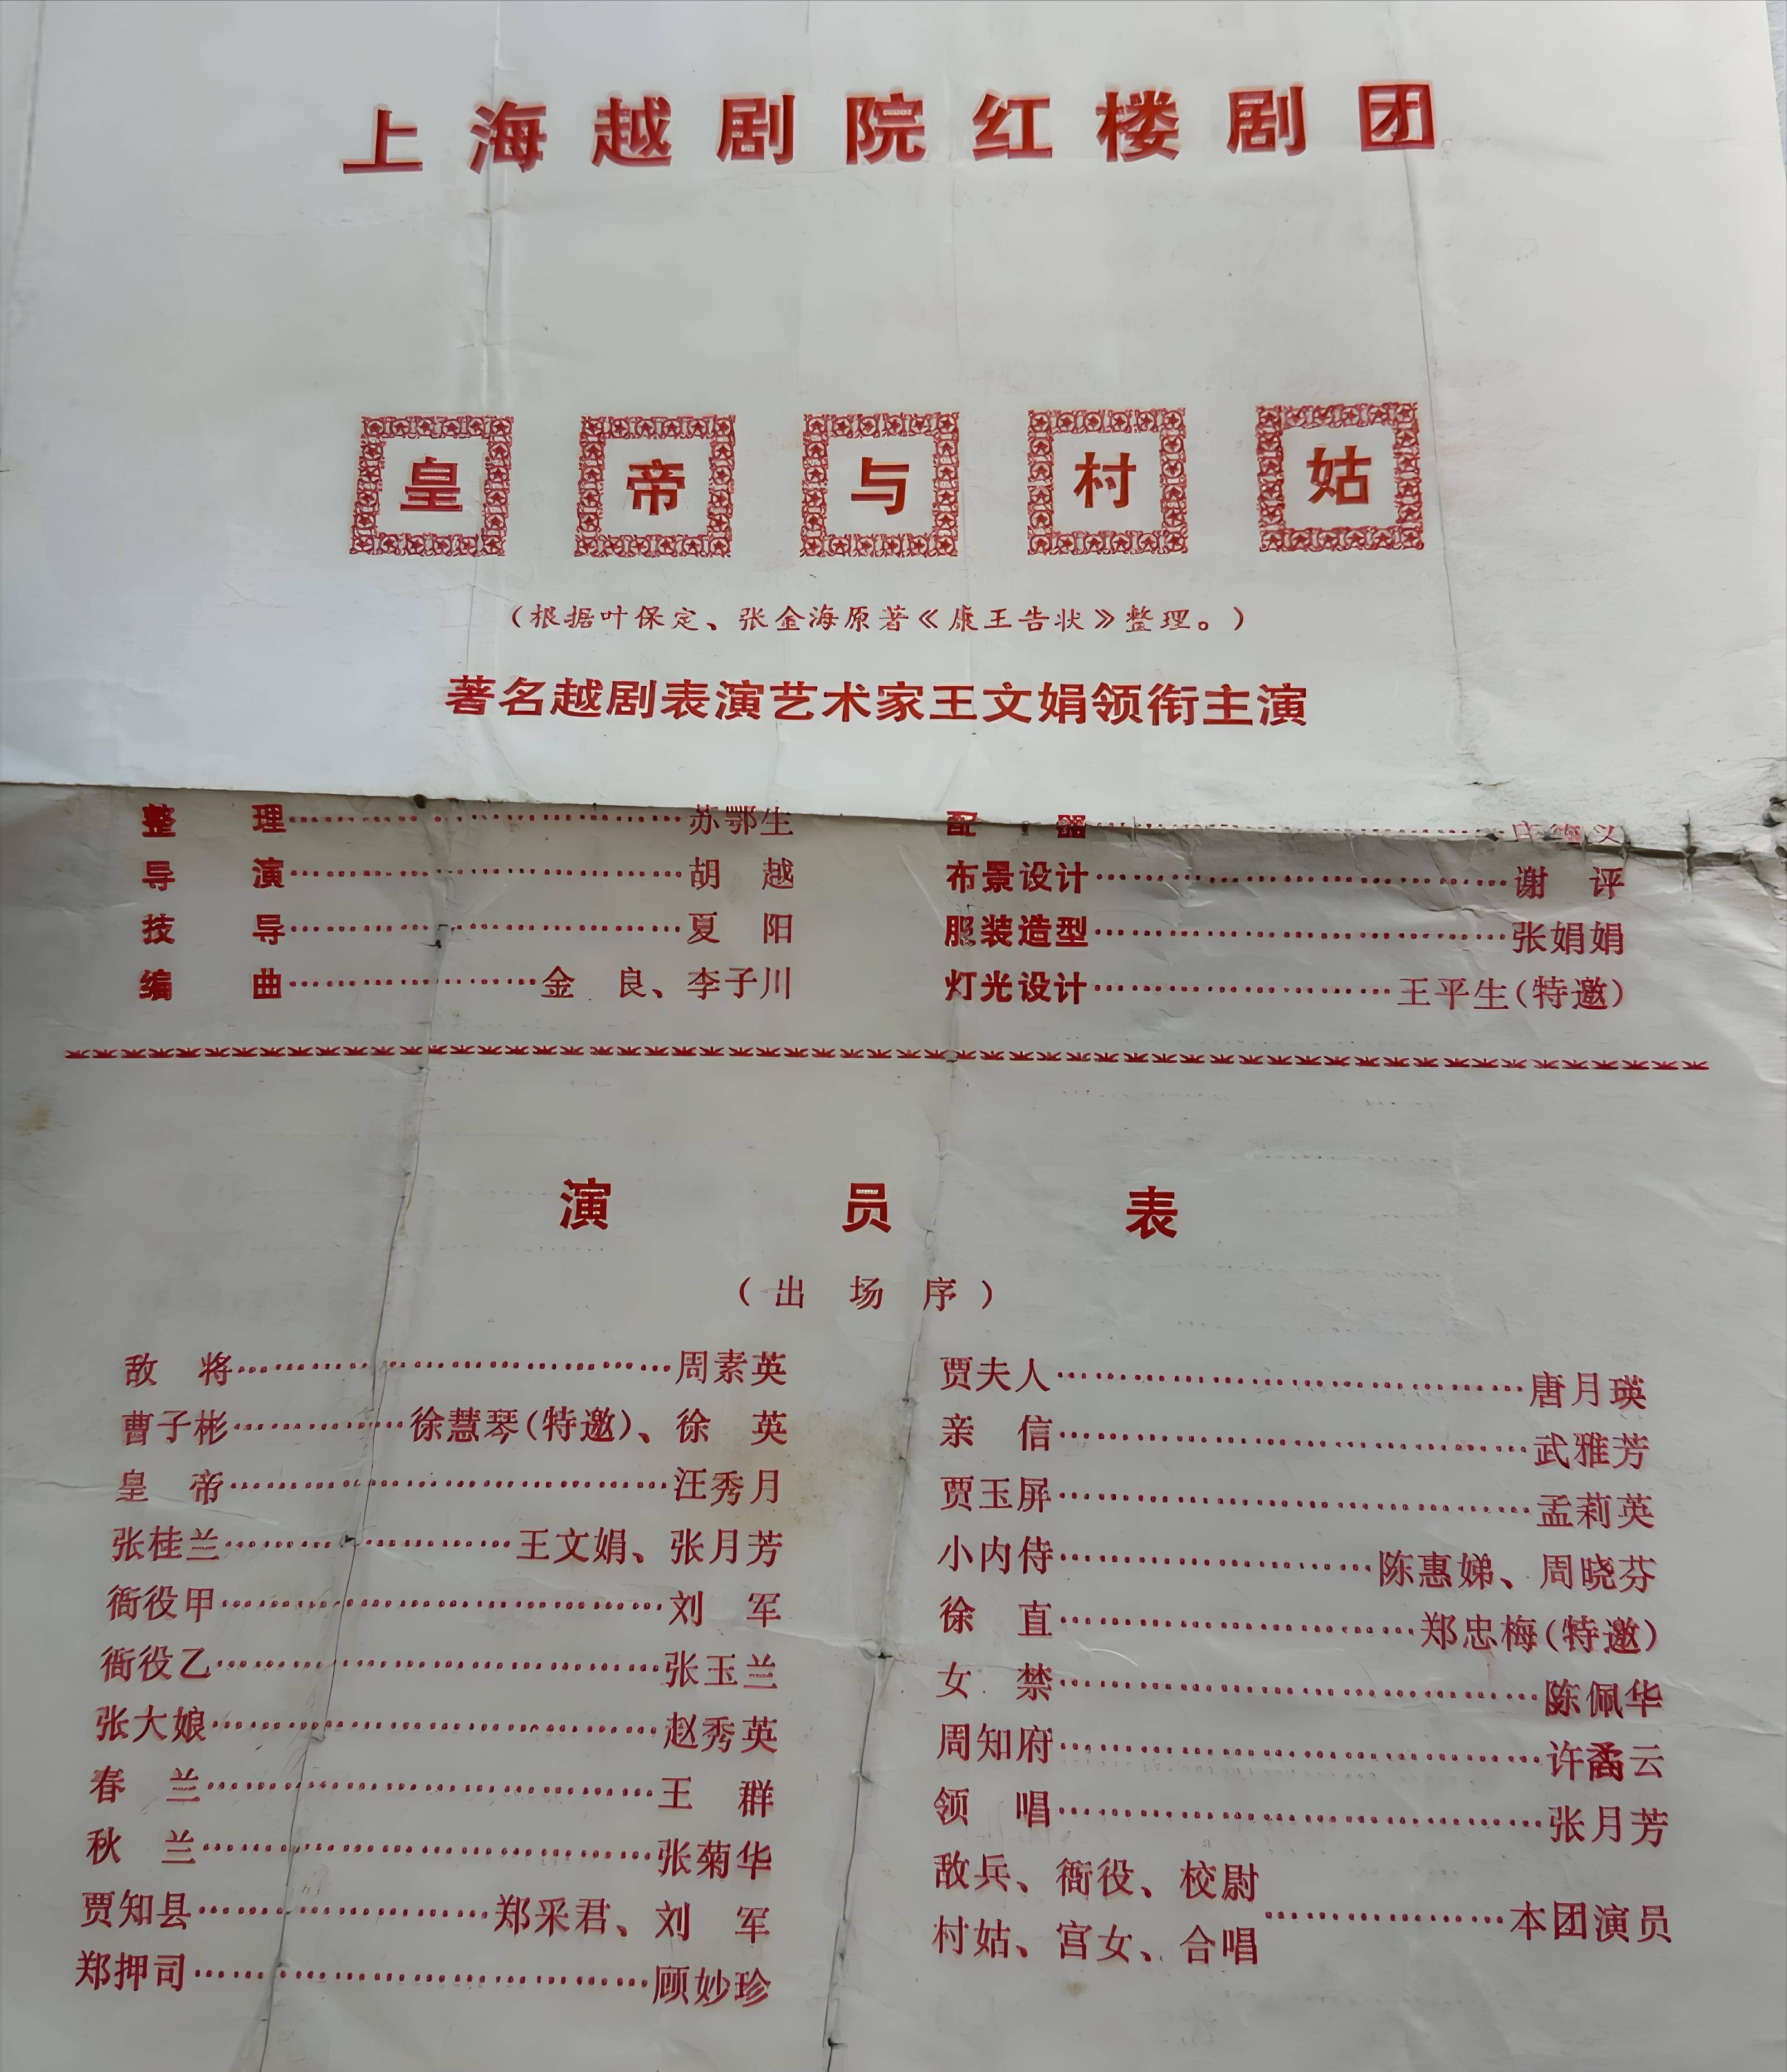 上海越剧院红楼剧团
皇帝与村姑
（根据叶保定、张金海原著《康王告状》整理。）
著名越剧表演艺术家王文娟领衔主演
整　理……………………苏鄂生
导　演……………………胡　越
技　导……………………夏　阳
编　曲……………金　良、李子川
配　器……………………
布景设计……………………谢　评
服装造型……………………张娟娟
灯光设计………………王平生(特邀)
演员表
（出场序）
敌　将……………………周素英
曹子彬…………徐慧琴(特邀)、徐　英
皇　帝……………………汪秀月
张桂兰………………王文娟、张月芳
衙役甲……………………刘　军
衙役乙……………………张玉兰
张大娘……………………赵秀英
春　兰……………………王　群
秋　兰……………………张菊华
贾知县………………郑采君、刘　军
郑押司……………………顾妙珍
贾夫人……………………唐月瑛
亲　信……………………武雅芳
贾玉屏……………………孟莉英
小内侍………………陈惠娣、周晓芬
徐　直………………郑忠梅(特邀)
女　禁……………………陈佩华
周知府……………………许矞云
领　唱……………………张月芳
敌兵、衙役、校尉
村姑、宫女、合唱…………本团演员